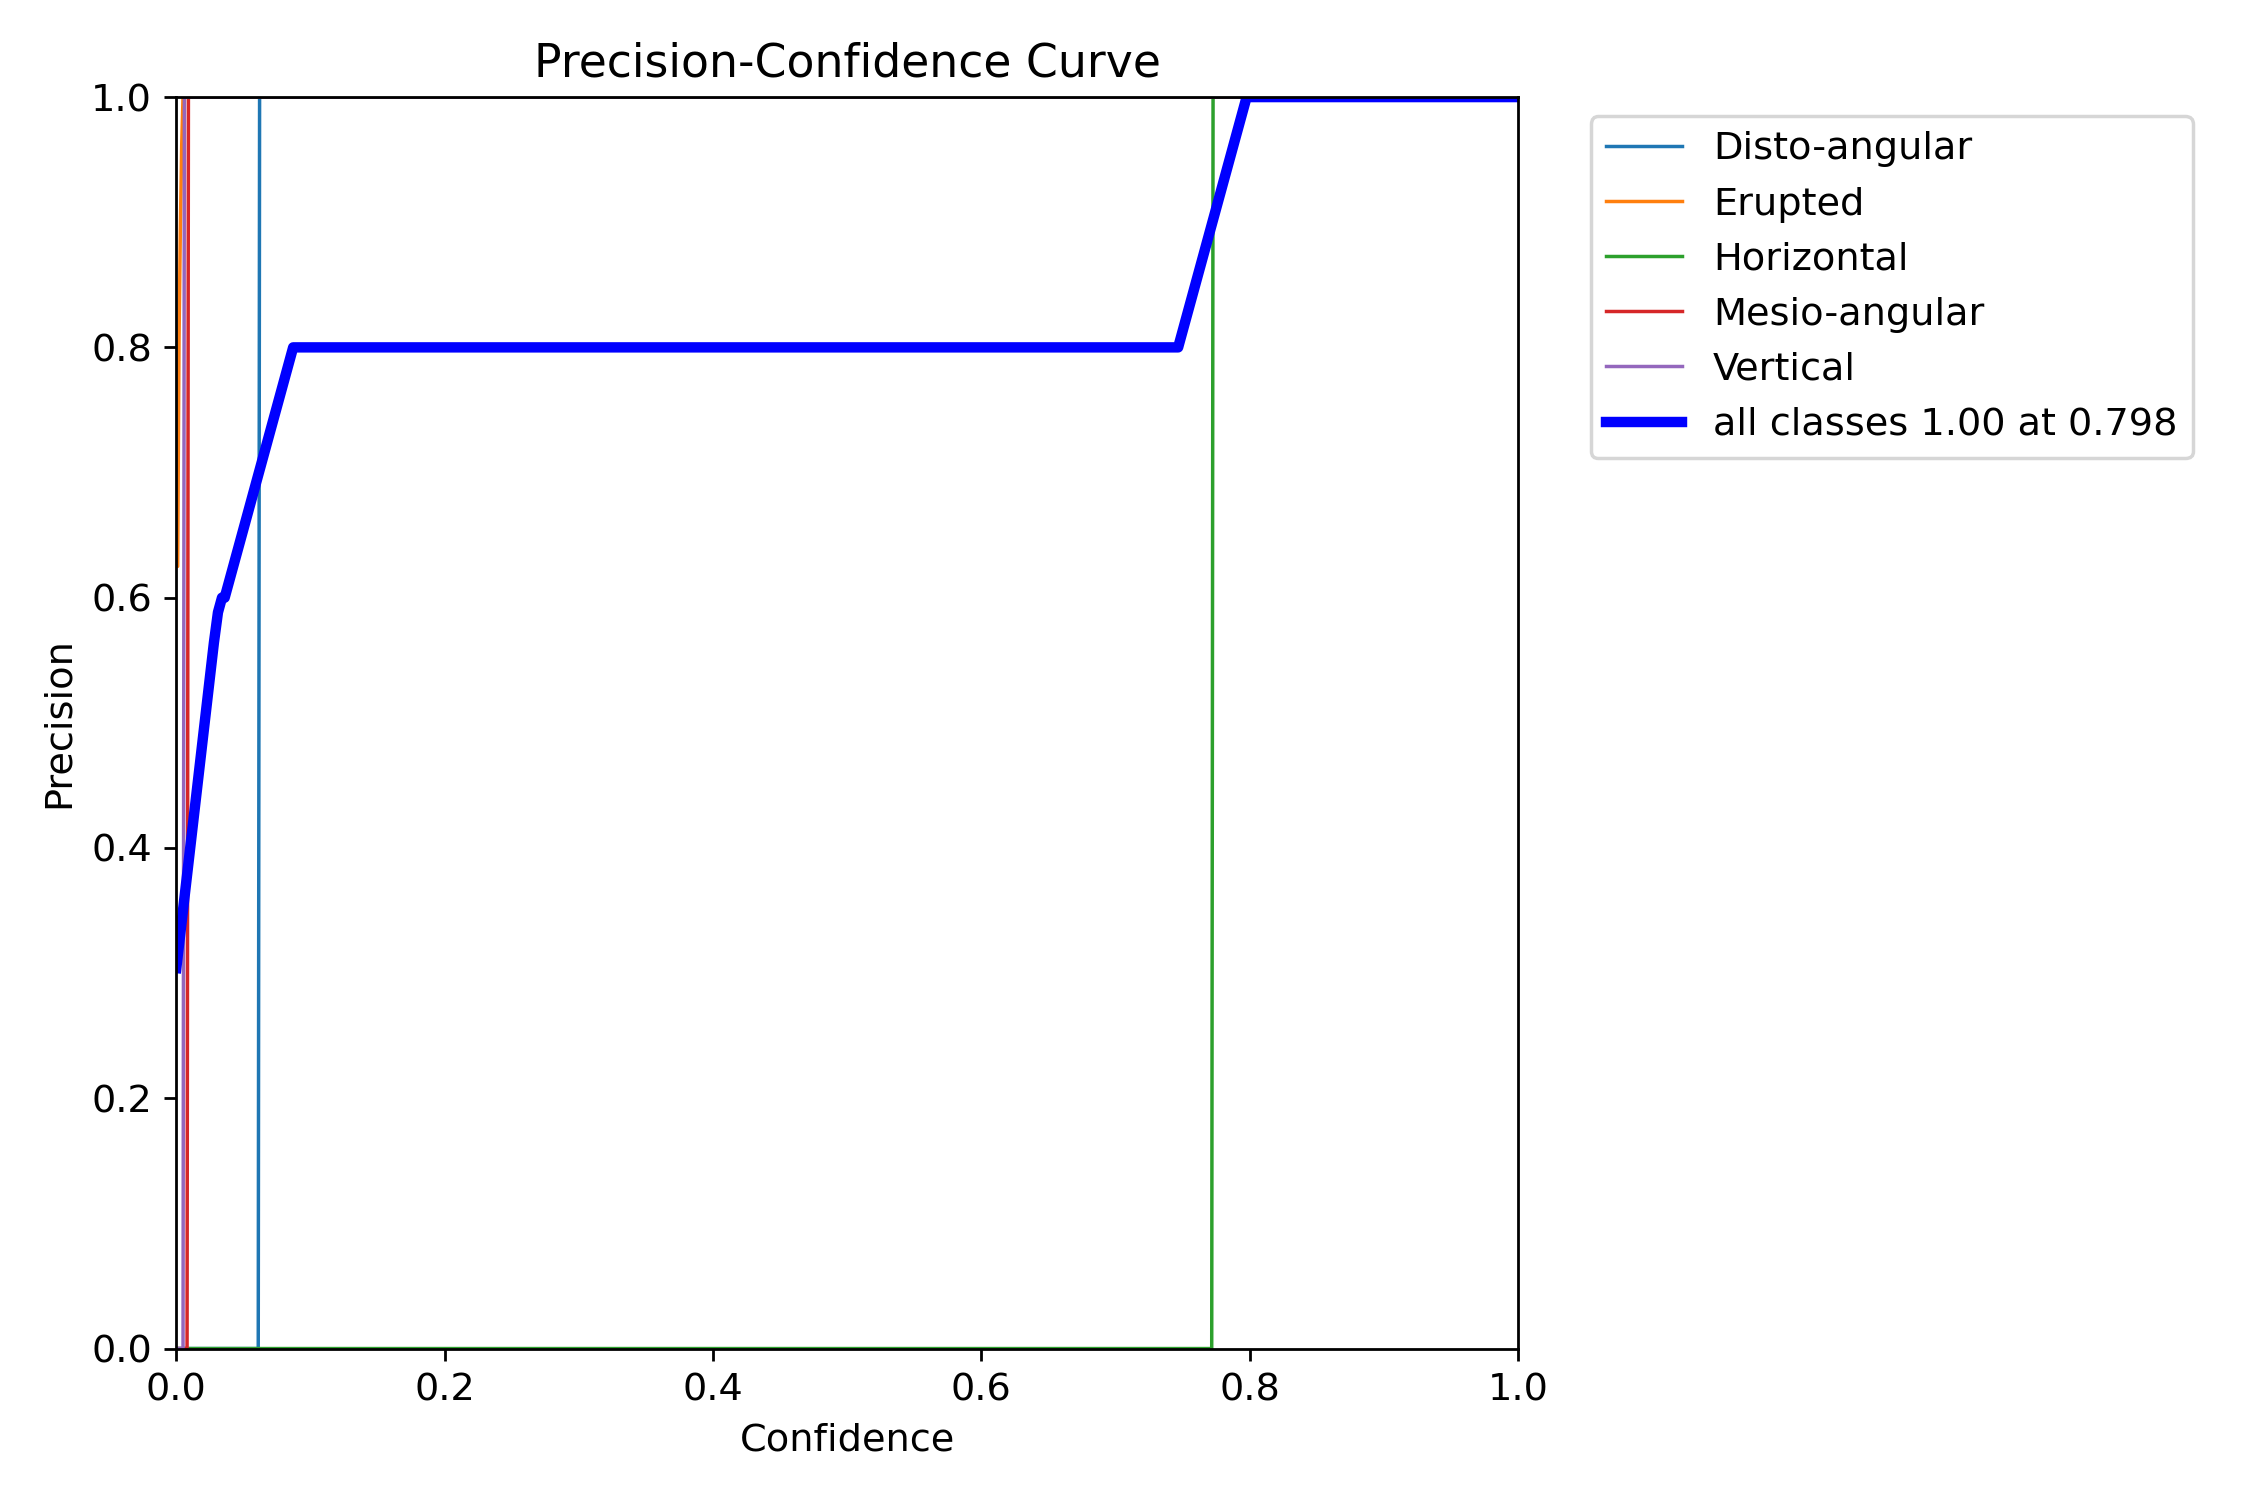 Precision-Confidence Curve
1.0
0.8
0.6
0.4
0.2
0.0
Precision
0.0 0.2 0.4 0.6 0.8 1.0
Confidence
Disto-angular
Erupted
Horizontal
Mesio-angular
Vertical
all classes 1.00 at 0.798